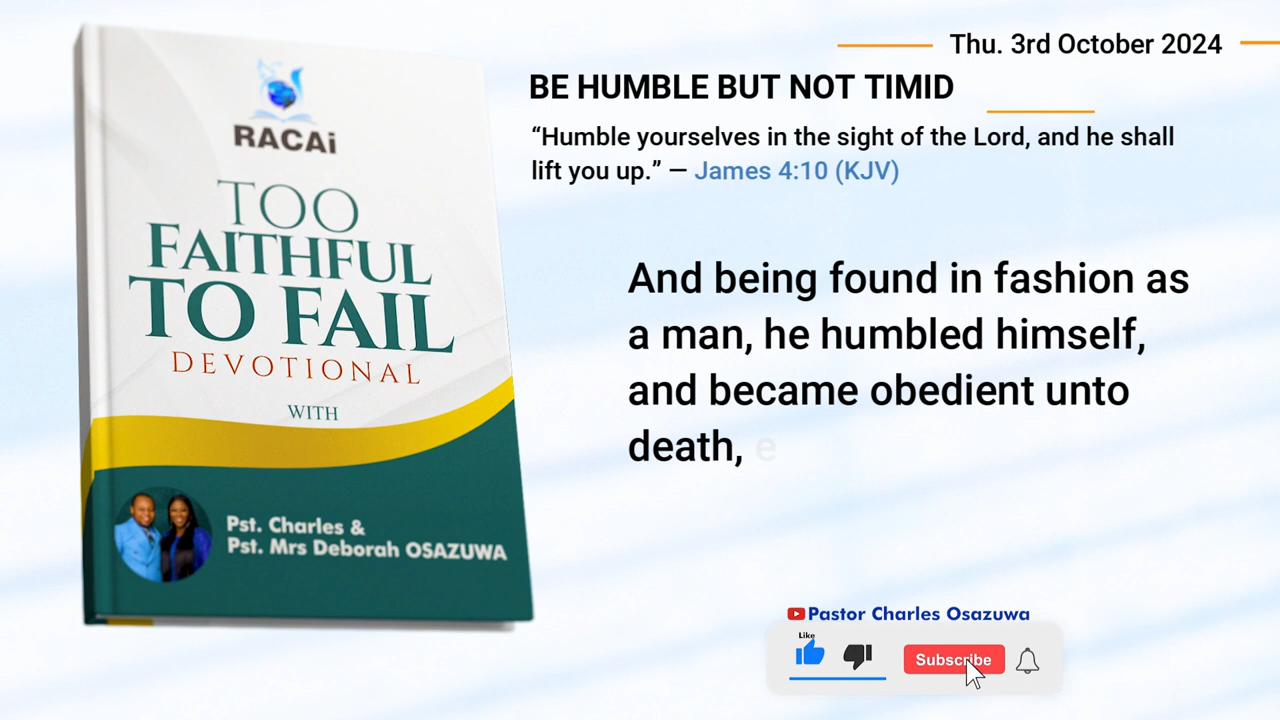 RACAi
TOO
FAITHFUL
TO FAIL
DEVOTIONAL
WITH
Pst. Charles &
Pst. Mrs Deborah OSAZUWA
Thu. 3rd October 2024
BE HUMBLE BUT NOT TIMID
“Humble yourselves in the sight of the Lord, and he shall
lift you up.” — James 4:10 (KJV)
And being found in fashion as
a man, he humbled himself,
and became obedient unto
death, e
Pastor Charles Osazuwa
Like
Subscribe